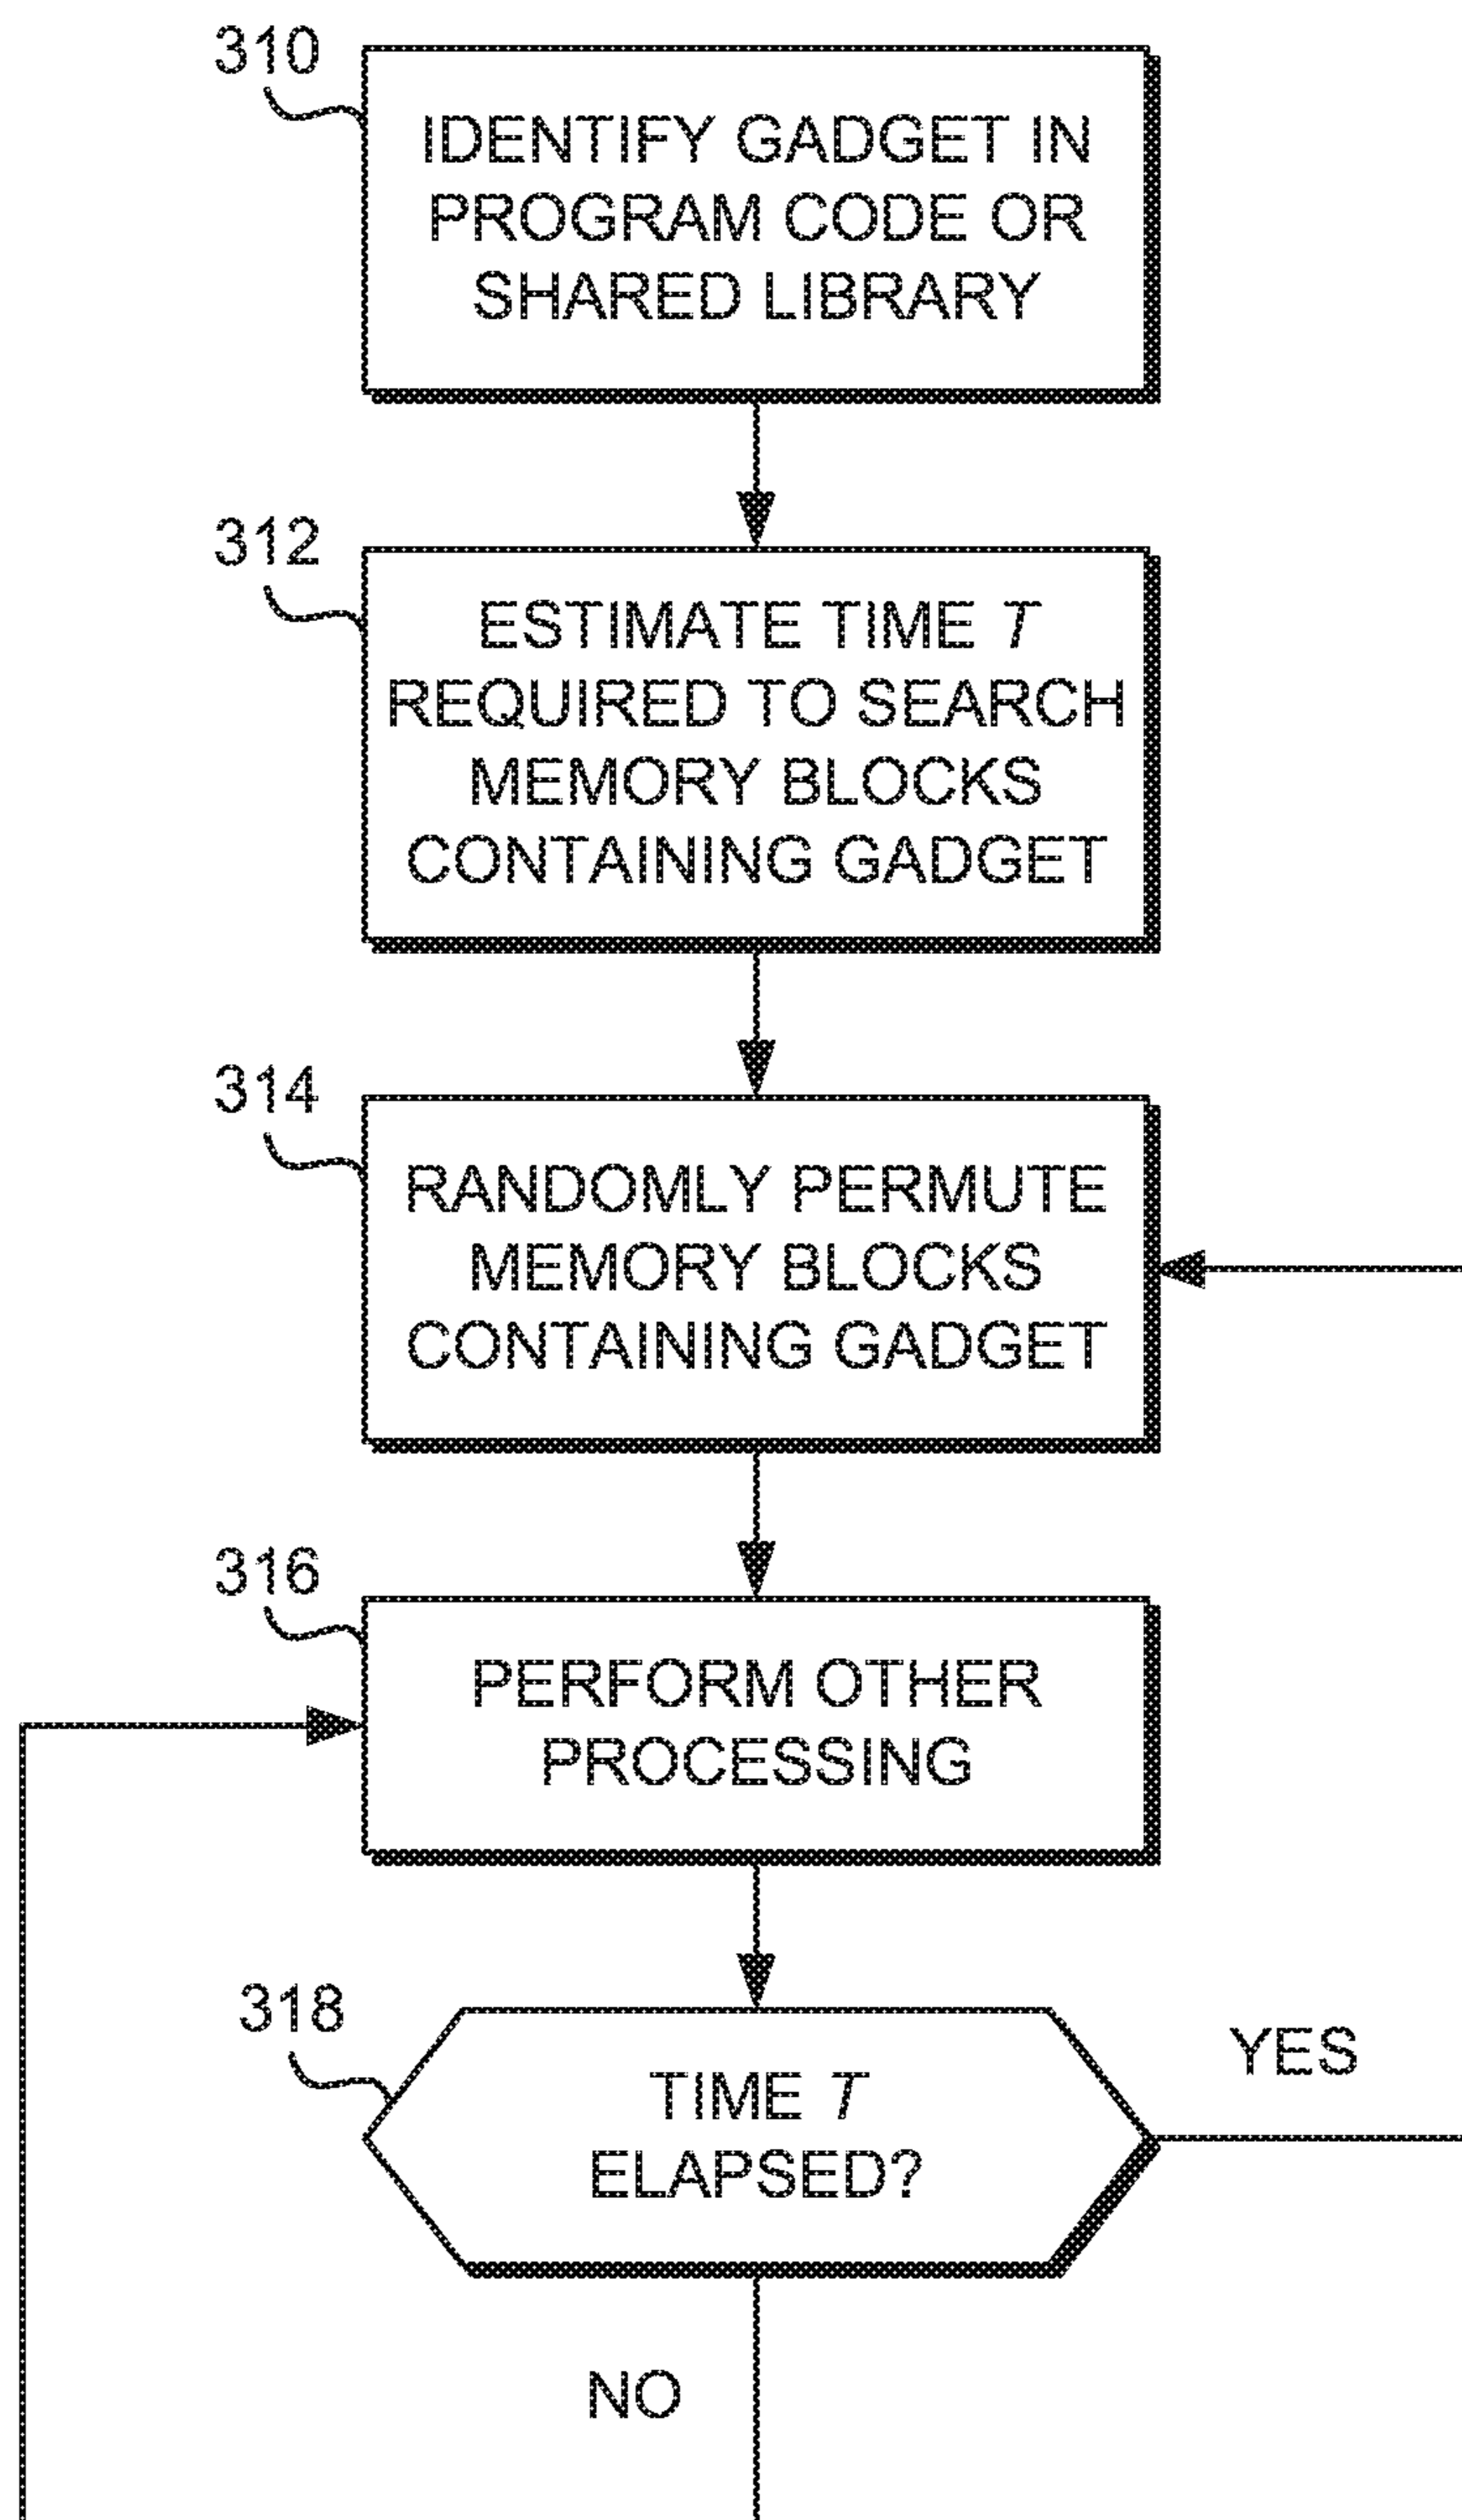 310
IDENTIFY GADGET IN
PROGRAM CODE OR
SHARED LIBRARY
312
ESTIMATE TIME T
REQUIRED TO SEARCH
MEMORY BLOCKS
CONTAINING GADGET
314
RANDOMLY PERMUTE
MEMORY BLOCKS
CONTAINING GADGET
316
PERFORM OTHER
PROCESSING
318
TIME T
ELAPSED?
YES
NO